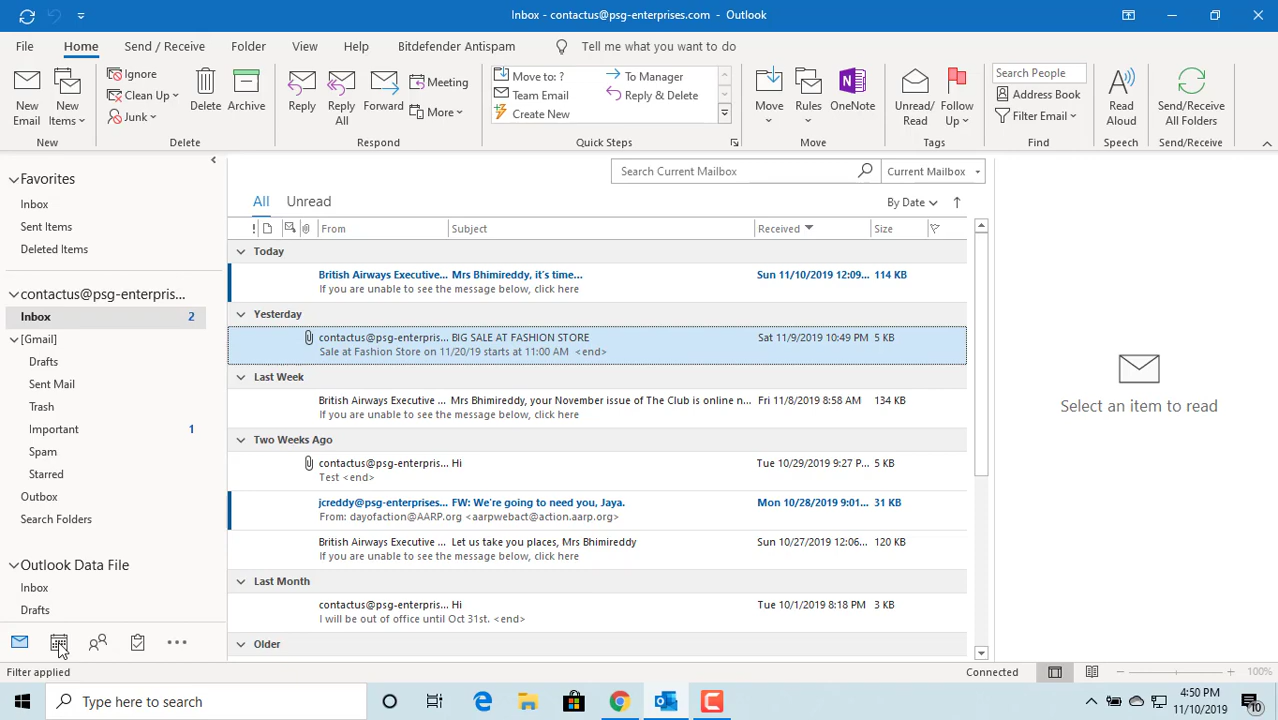 Inbox - contactus@psg-enterprises.com - Outlook
File Home Send / Receive Folder View Help Bitdefender Antispam Tell me what you want to do
New Email
New Items
Ignore
Clean Up
Junk
Delete
Archive
Reply
Reply All
Forward
Meeting
More
Move to: ?
Team Email
Create New
To Manager
Reply & Delete
Move
Rules
OneNote
Unread/ Read
Follow Up
Search People
Address Book
Filter Email
Read Aloud
Send/Receive All Folders
New Delete Respond Quick Steps Move Tags Find Speech Send/Receive
Favorites
Inbox
Sent Items
Deleted Items
contactus@psg-enterpris...
Inbox 2
[Gmail]
Drafts
Sent Mail
Trash
Important 1
Spam
Starred
Outbox
Search Folders
Outlook Data File
Inbox
Drafts
Search Current Mailbox Current Mailbox
All Unread By Date
! From Subject Received Size
Today
British Airways Executive... Mrs Bhimireddy, it's time... Sun 11/10/2019 12:09... 114 KB
If you are unable to see the message below, click here
Yesterday
contactus@psg-enterpris... BIG SALE AT FASHION STORE Sat 11/9/2019 10:49 PM 5 KB
Sale at Fashion Store on 11/20/19 starts at 11:00 AM <end>
Last Week
British Airways Executive ... Mrs Bhimireddy, your November issue of The Club is online n... Fri 11/8/2019 8:58 AM 134 KB
If you are unable to see the message below, click here
Two Weeks Ago
contactus@psg-enterpris... Hi Tue 10/29/2019 9:27 P... 5 KB
Test <end>
jcreddy@psg-enterprises... FW: We're going to need you, Jaya. Mon 10/28/2019 9:01... 31 KB
From: dayofaction@AARP.org <aarpwebact@action.aarp.org>
British Airways Executive ... Let us take you places, Mrs Bhimireddy Sun 10/27/2019 12:06... 120 KB
If you are unable to see the message below, click here
Last Month
contactus@psg-enterpris... Hi Tue 10/1/2019 8:18 PM 3 KB
I will be out of office until Oct 31st. <end>
Older
Select an item to read
Filter applied Connected 100%
Type here to search
4:50 PM
11/10/2019
10